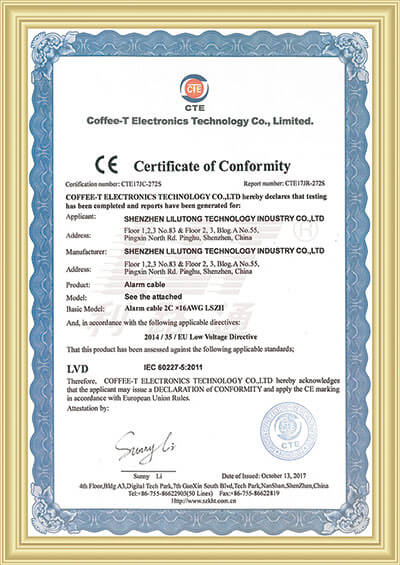 CTE
CTE
Coffee-T Electronics Technology Co., Limited.
CE Certificate of Conformity
Certification number: CTE17JC-272S Report number: CTE17JR-272S
COFFEE-T ELECTRONICS TECHNOLOGY CO.,LTD hereby declares that testing
has been completed and reports have been generated for:
Applicant: SHENZHEN LILUTONG TECHNOLOGY INDUSTRY CO.,LTD
Address: Floor 1,2,3 No.83 & Floor 2, 3, Bldg.A No.55,
Pingxin North Rd. Pinghu, Shenzhen, China
Manufacturer: SHENZHEN LILUTONG TECHNOLOGY INDUSTRY CO.,LTD
Address: Floor 1,2,3 No.83 & Floor 2, 3, Bldg.A No.55,
Pingxin North Rd. Pinghu, Shenzhen, China
Product: Alarm cable
Model: See the attached
Basic Model: Alarm cable 2C ×16AWG LSZH
And, in accordance with the following applicable directives:
2014 / 35 / EU Low Voltage Directive
That this product has been assessed against the following applicable standards;
LVD IEC 60227-5:2011
Therefore, COFFEE-T ELECTRONICS TECHNOLOGY CO.,LTD hereby acknowledges
that the applicant may issue a DECLARATION OF CONFORMITY and apply the CE marking
in accordance with European Union Rules.
Attestation by:
Sunny Li
CTE
Sunny Li Date of Issued: October 13, 2017
4th Floor,Bldg A3,Digital Tech Park,7th GuoXin South Blvd,Tech Park,NanShan,ShenZhen,China
Tel:+86-755-86622903(50 Lines) Fax:+86-755-86622819
Http://www.szkht.com.cn